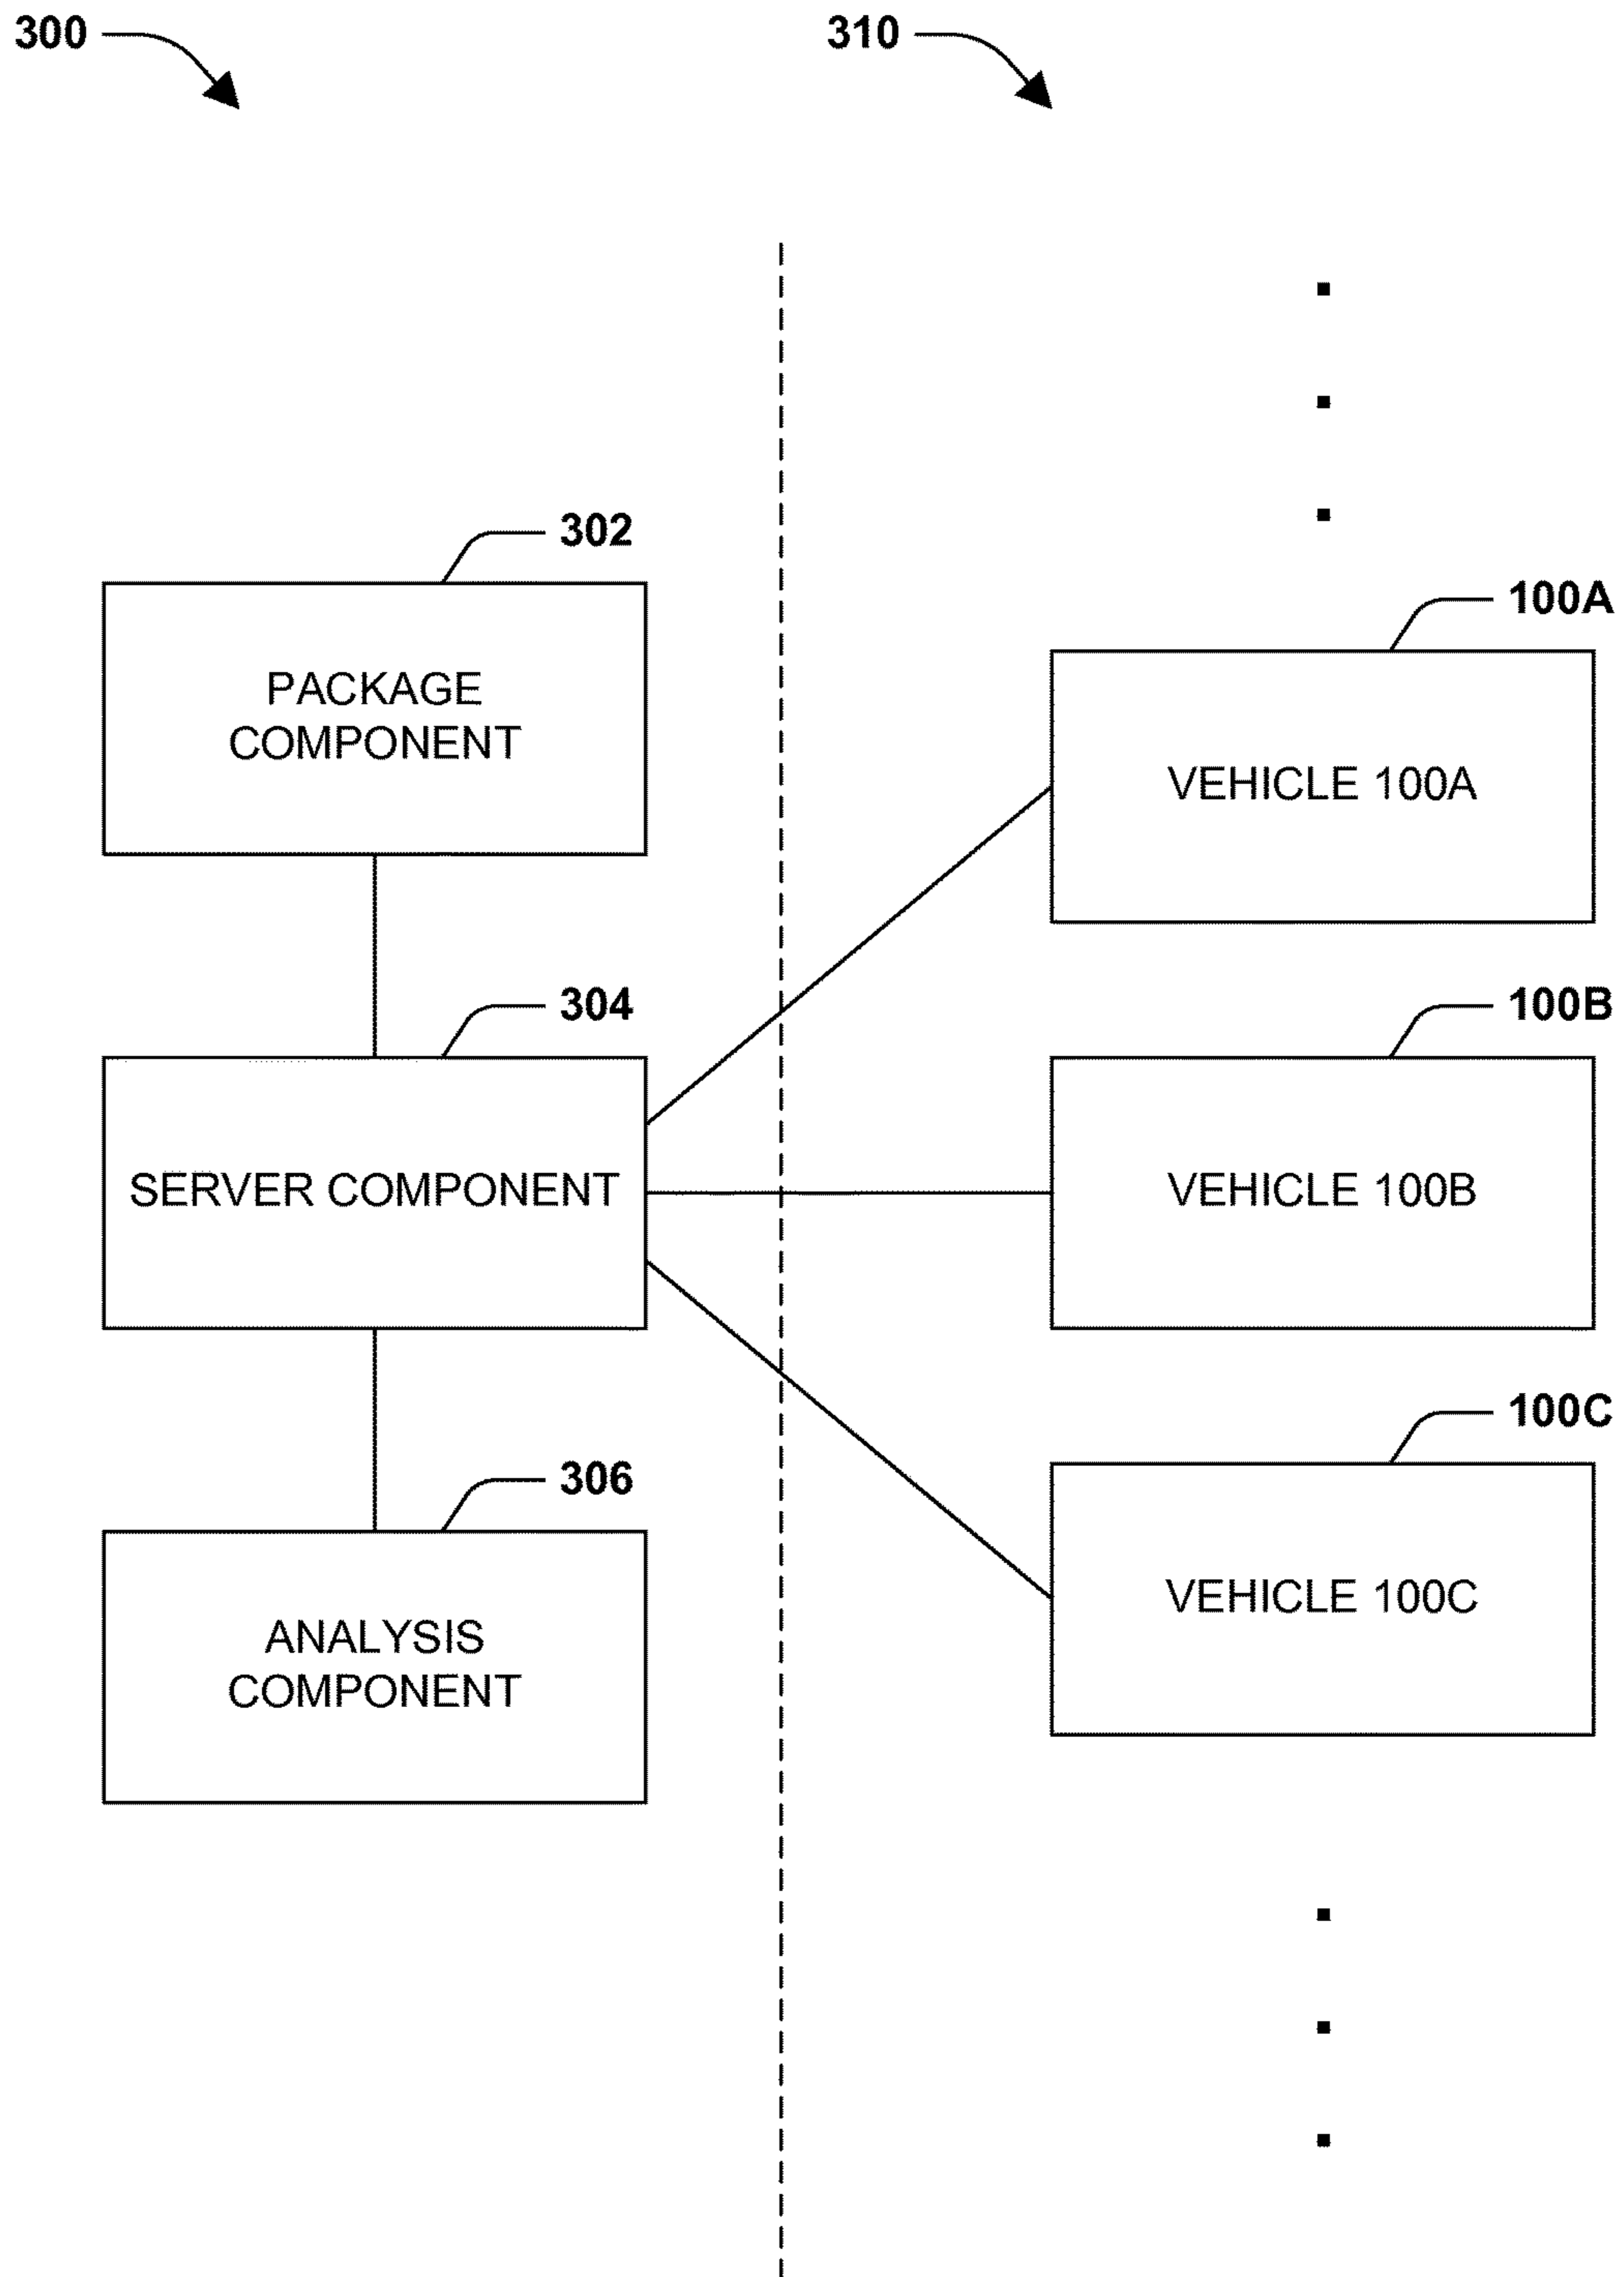 300
310
302
PACKAGE
COMPONENT
100A
VEHICLE 100A
304
SERVER COMPONENT
100B
VEHICLE 100B
306
ANALYSIS
COMPONENT
100C
VEHICLE 100C